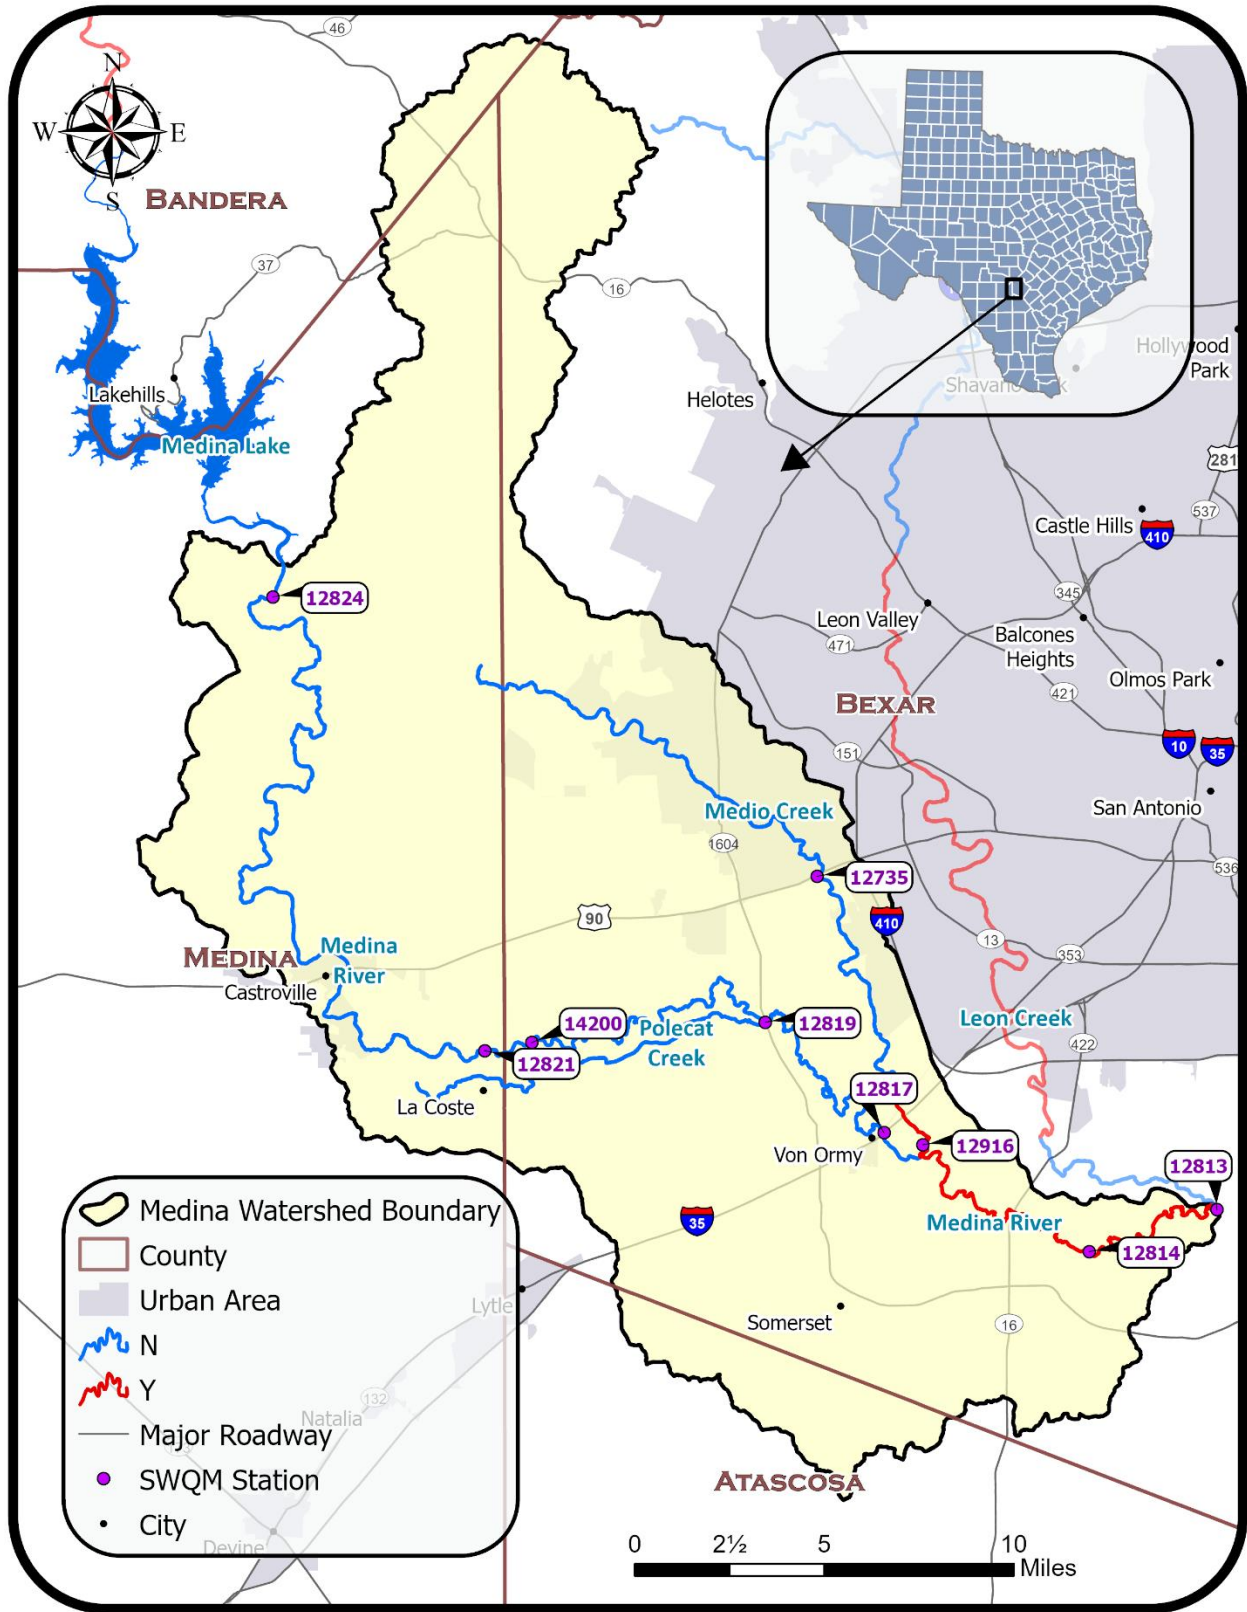 46
N
W
E
S
BANDERA
37
16
Hollywood
Park
Shavano Park
Lakehills
Helotes
Medina Lake
281
537
Castle Hills
410
12824
345
Leon Valley
471
Balcones
Heights
Olmos Park
421
BEXAR
10
35
151
San Antonio
Medio Creek
1604
12735
536
90
410
Medina
River
MEDINA
13
353
Castroville
14200
12819
Polecat
Creek
Leon Creek
422
12821
12817
La Coste
12916
Von Ormy
12813
Medina River
35
12814
Lytle
Somerset
16
Medina Watershed Boundary
County
Urban Area
N
Y
132
Natalia
Major Roadway
SWQM Station
City
Devine
ATASCOSA
0
2½
5
10
Miles